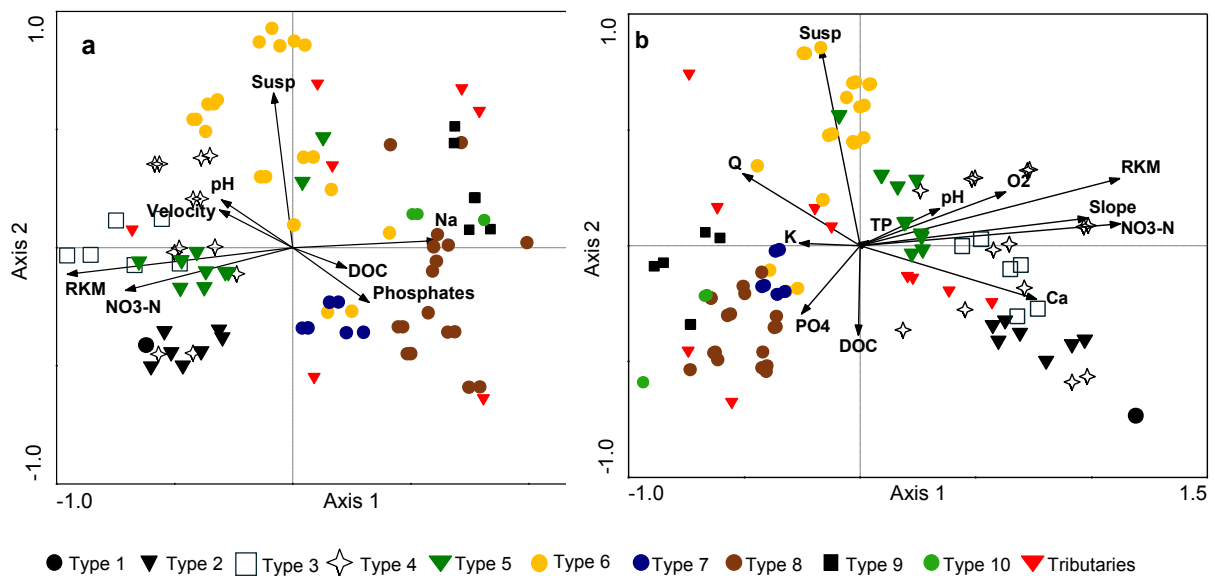 a
1.0
Axis 2
-1.0
Susp
pH
Velocity
Na
DOC
Phosphates
RKM
NO3-N
-1.0
Axis 1
b
1.0
Axis 2
-1.0
Susp
Q
RKM
O2
pH
TP
Slope
NO3-N
K
Ca
PO4
DOC
-1.0
Axis 1
1.5
Type 1 Type 2 Type 3 Type 4 Type 5 Type 6 Type 7 Type 8 Type 9 Type 10 Tributaries